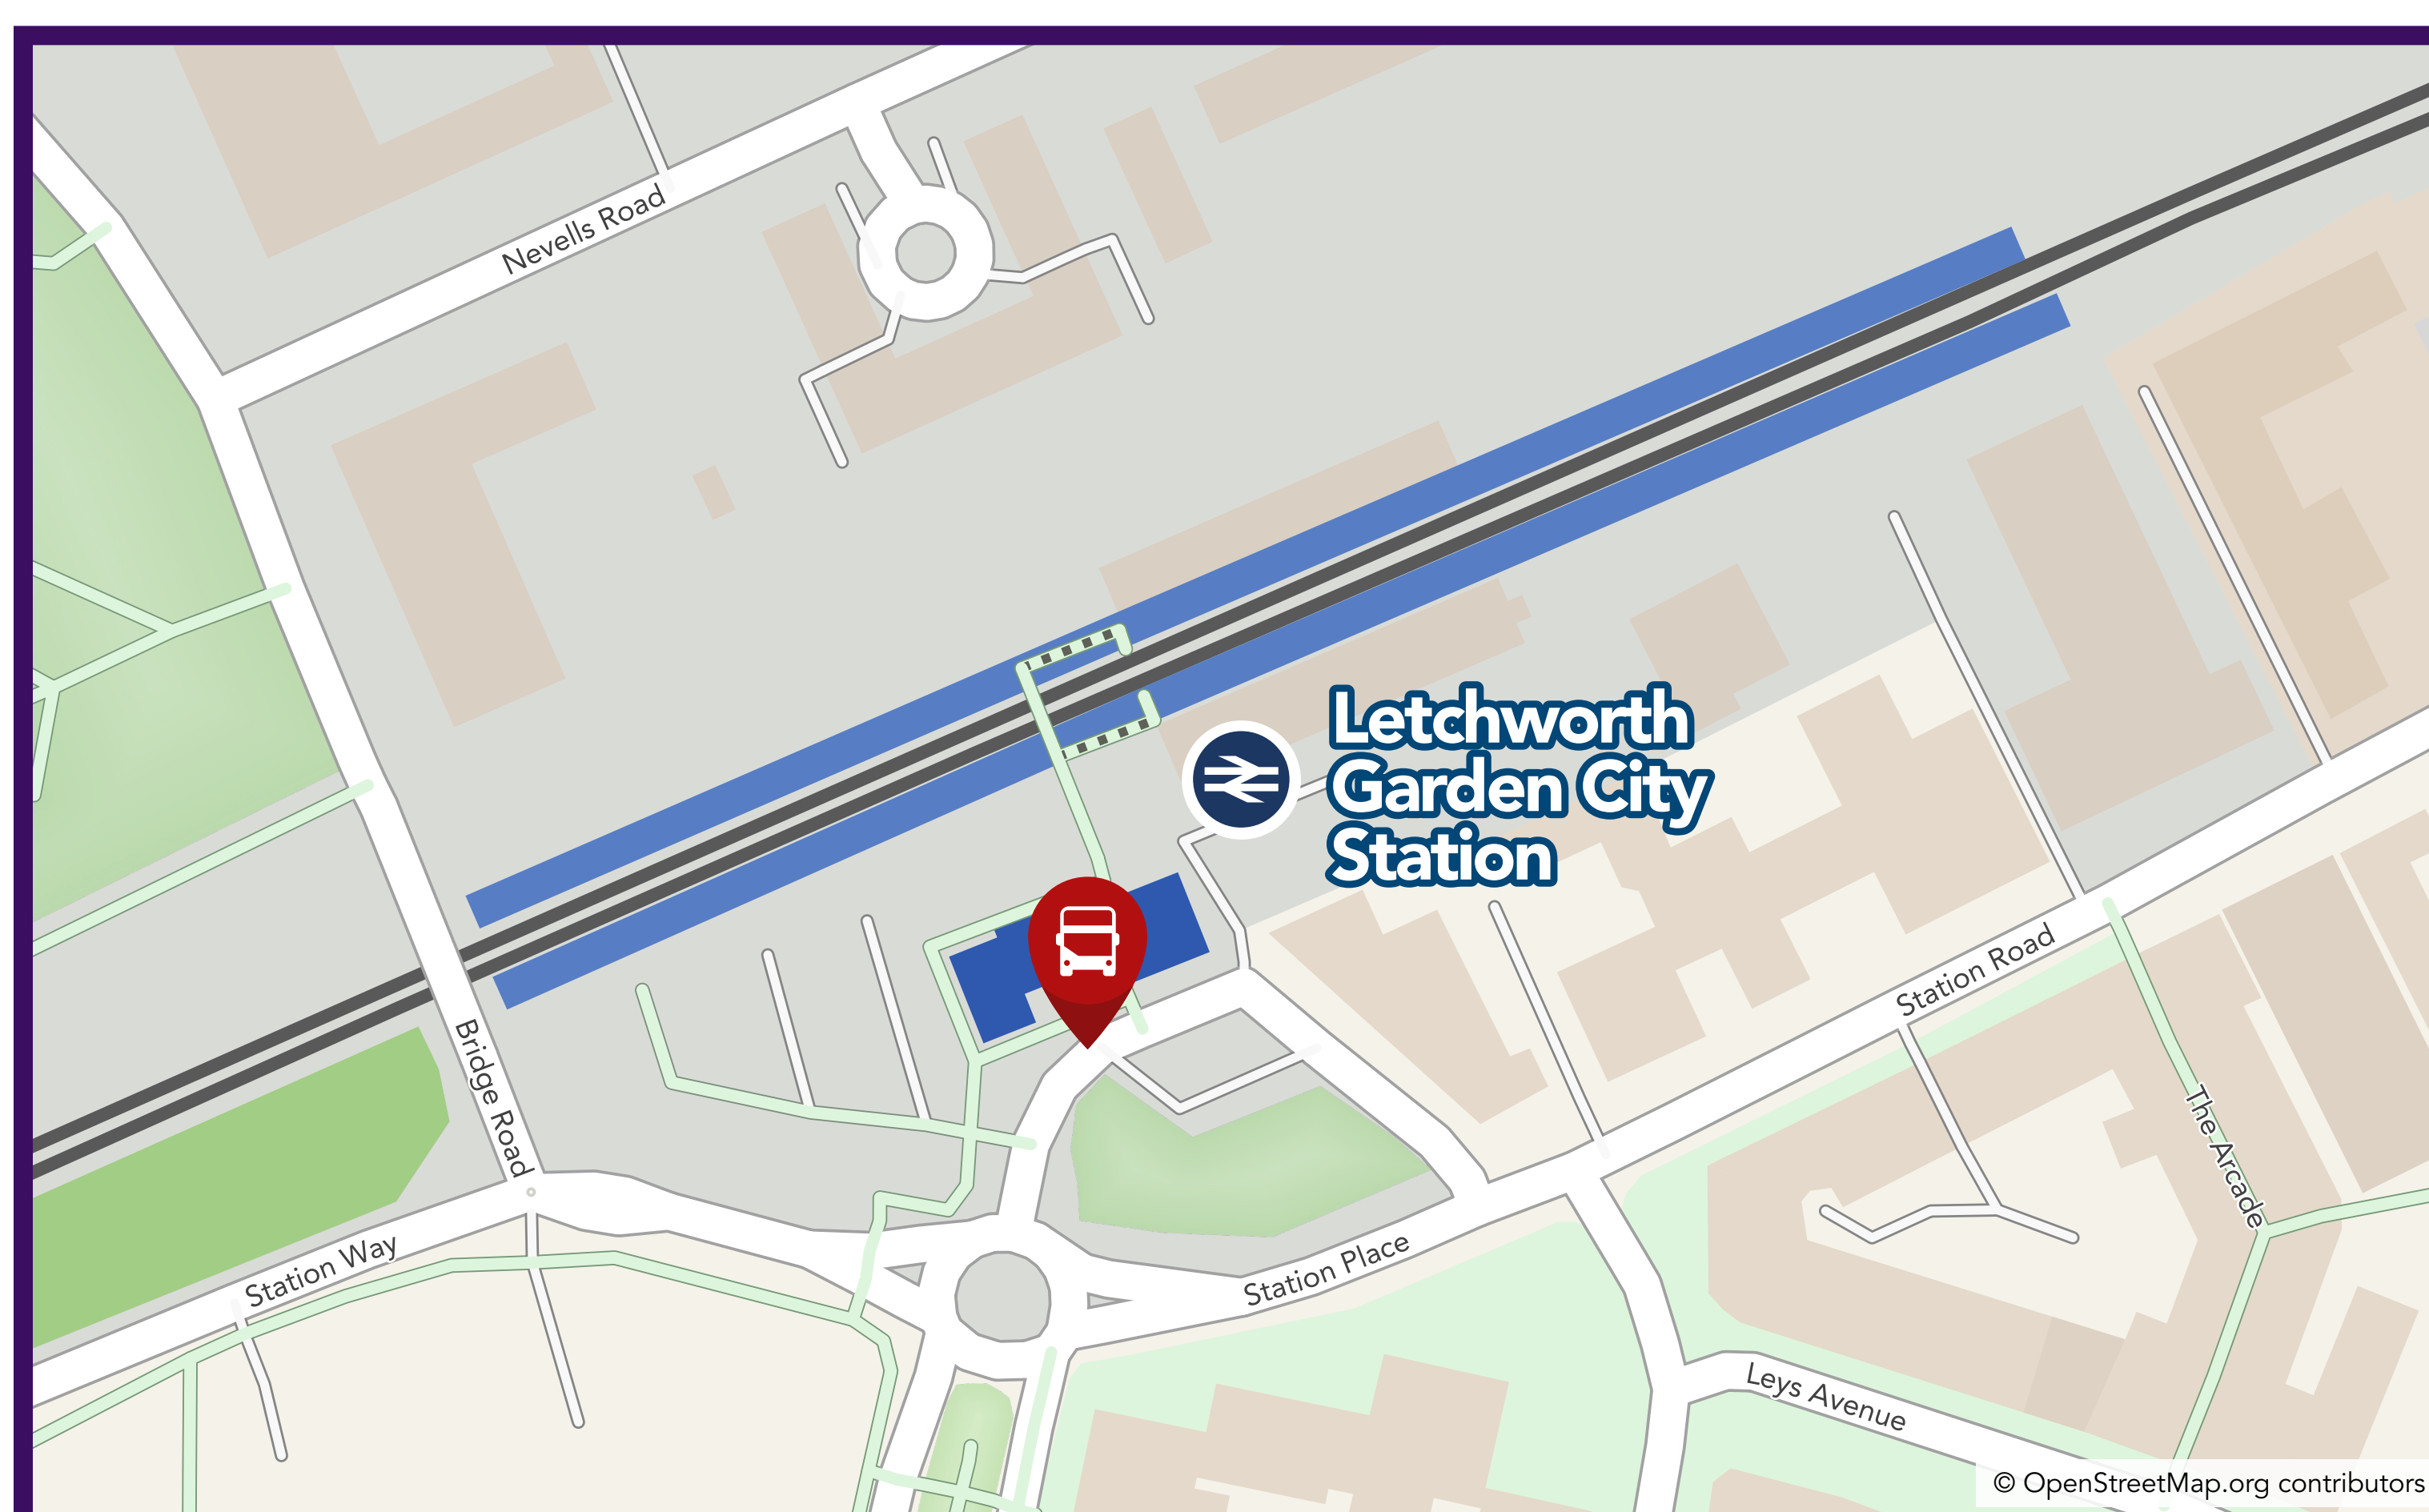 Nevells Road
Letchworth
Garden City
Station
Station Road
Bridge Road
The Arcade
Station Way
Station Place
Leys Avenue
© OpenStreetMap.org contributors